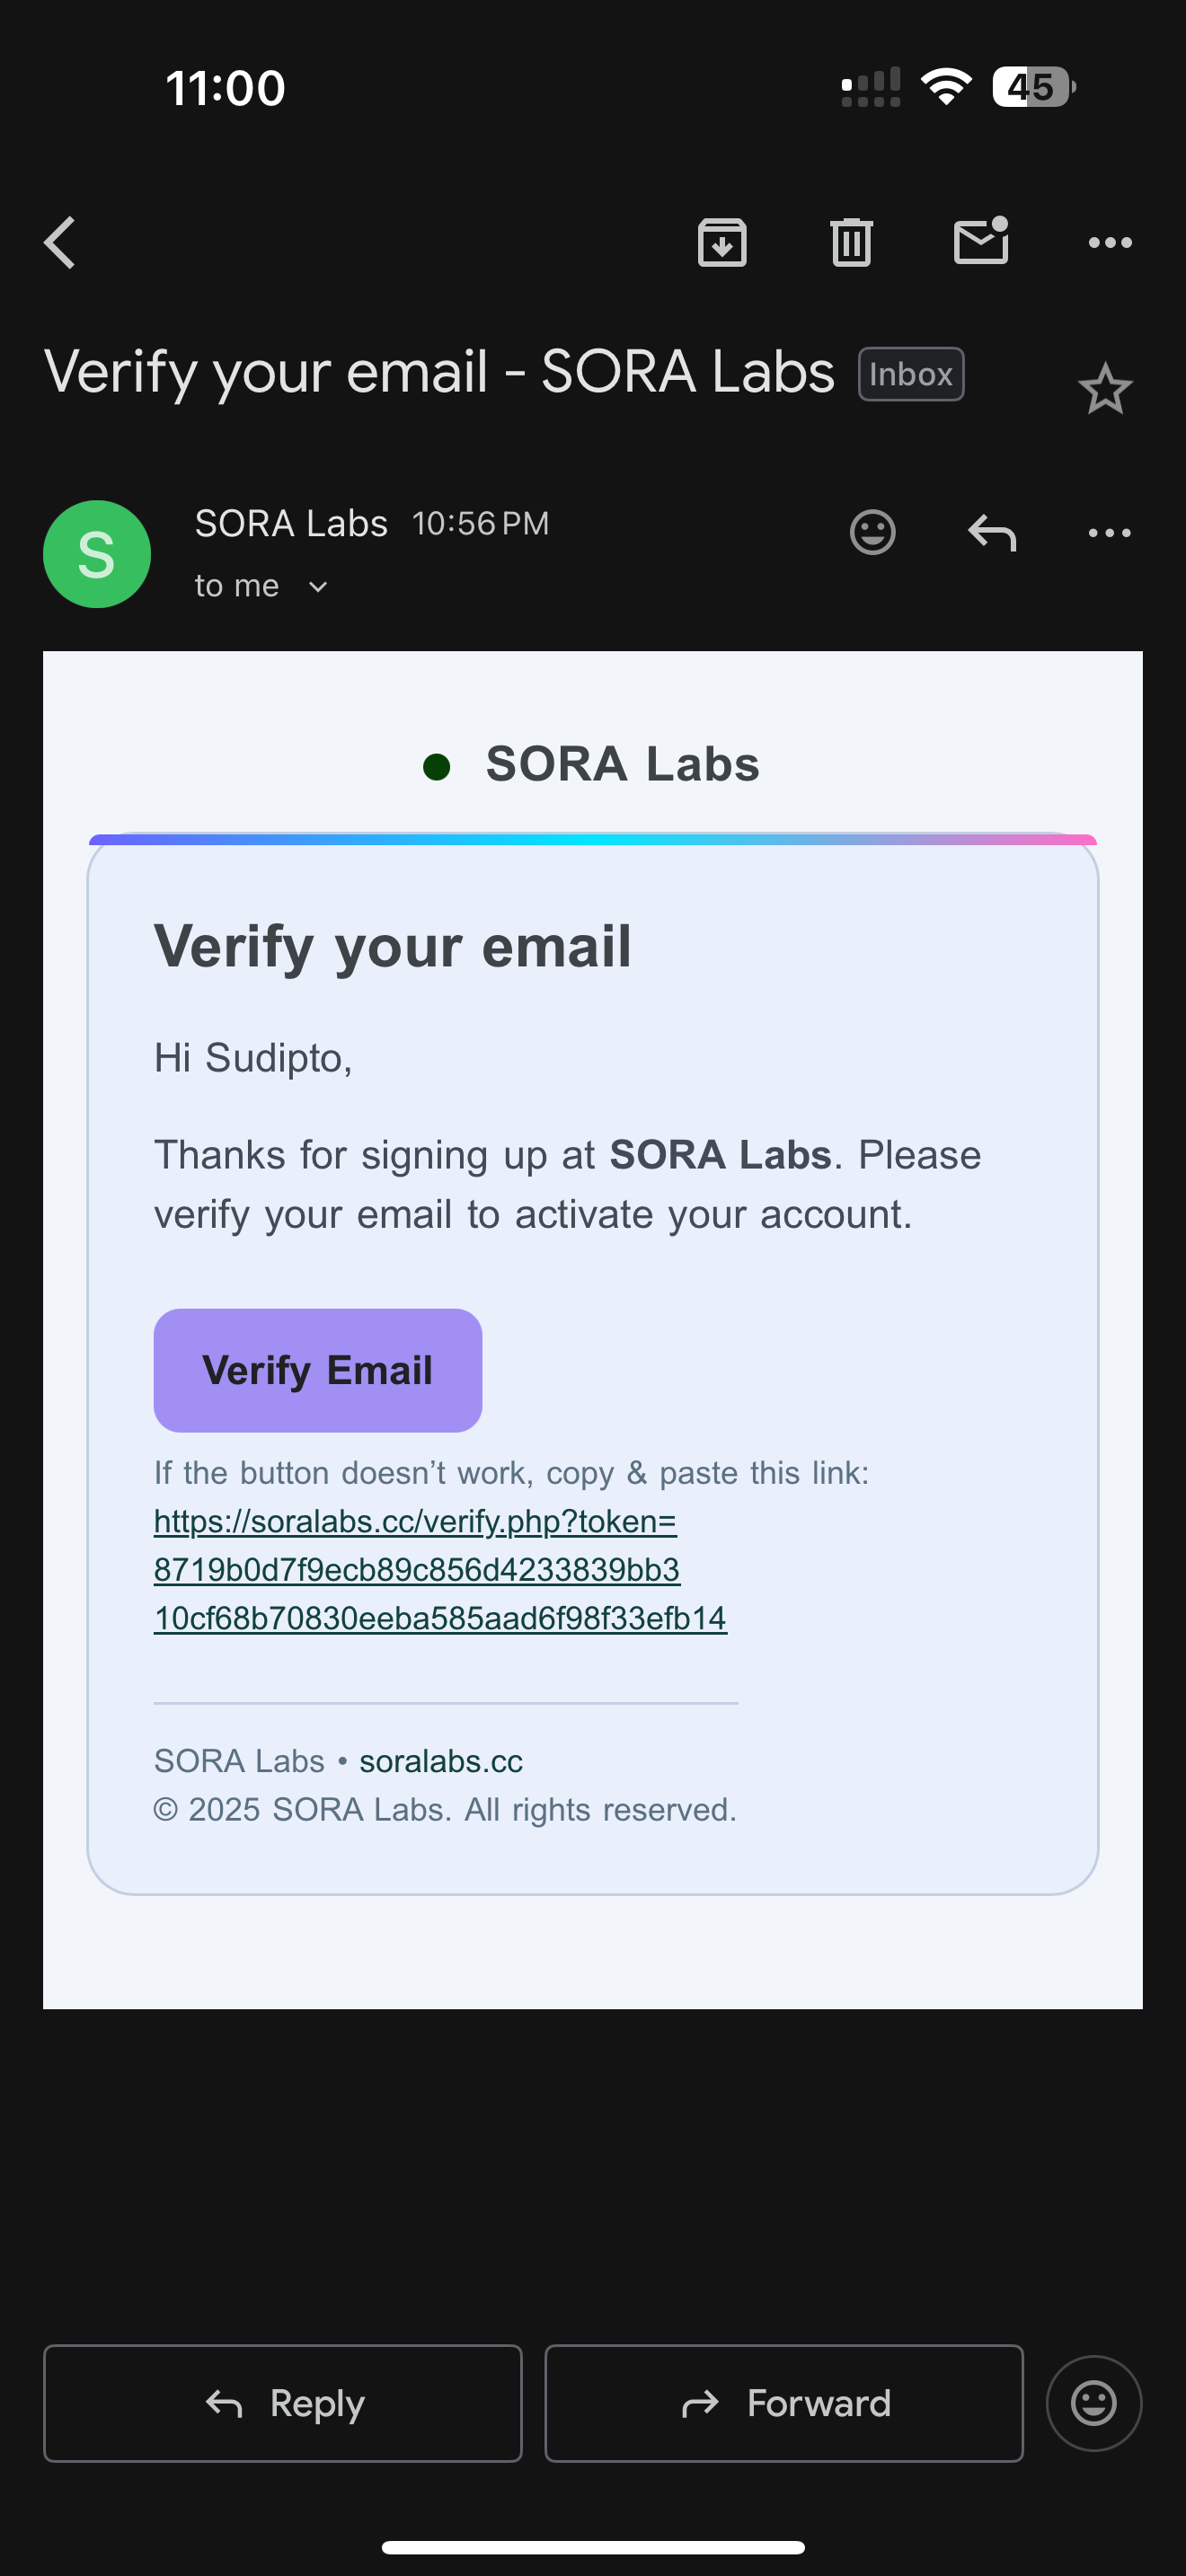 11:00
45
Verify your email - SORA Labs Inbox
S
SORA Labs 10:56 PM
to me
SORA Labs
Verify your email
Hi Sudipto,
Thanks for signing up at SORA Labs. Please
verify your email to activate your account.
Verify Email
If the button doesn’t work, copy & paste this link:
https://soralabs.cc/verify.php?token=
8719b0d7f9ecb89c856d4233839bb3
10cf68b70830eeba585aad6f98f33efb14
SORA Labs • soralabs.cc
© 2025 SORA Labs. All rights reserved.
Reply
Forward